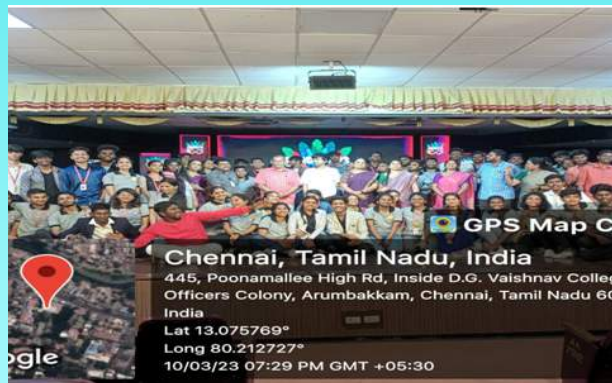 GPS Map C
Chennai, Tamil Nadu, India
445, Poonamallee High Rd, Inside D.G. Vaishnav Colleg
Officers Colony, Arumbakkam, Chennai, Tamil Nadu 60
India
Lat 13.075769°
Long 80.212727°
10/03/23 07:29 PM GMT +05:30
ogle